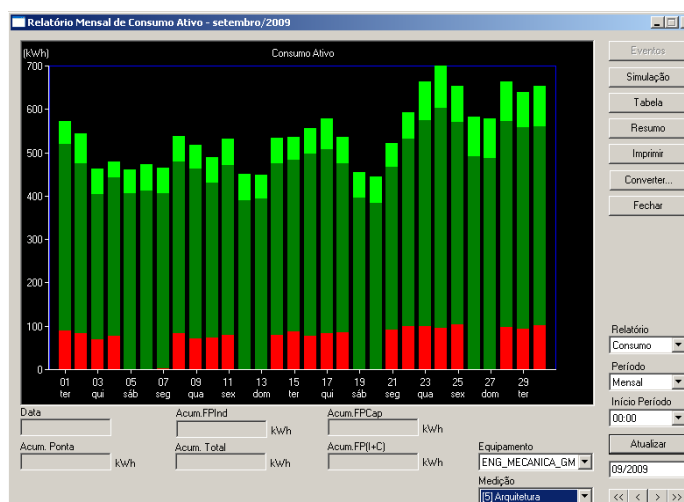 Relatório Mensal de Consumo Ativo - setembro/2009
(kWh) Consumo Ativo
700
600
500
400
300
200
100
0
01 03 05 07 09 11 13 15 17 19 21 23 25 27 29
ter qui sáb seg qua sex dom ter qui sáb seg qua sex dom ter
Eventos
Simulação
Tabela
Resumo
Imprimir
Converter...
Fechar
Relatório
Consumo
Período
Mensal
Início Período
00:00
Atualizar
09/2009
<< < > >>
Data Acum.FPInd Acum.FPCap
kWh kWh
Acum. Ponta Acum. Total Acum.FP(I+C)
kWh kWh kWh
Equipamento
ENG_MECANICA_GM
Medição
[5] Arquitetura